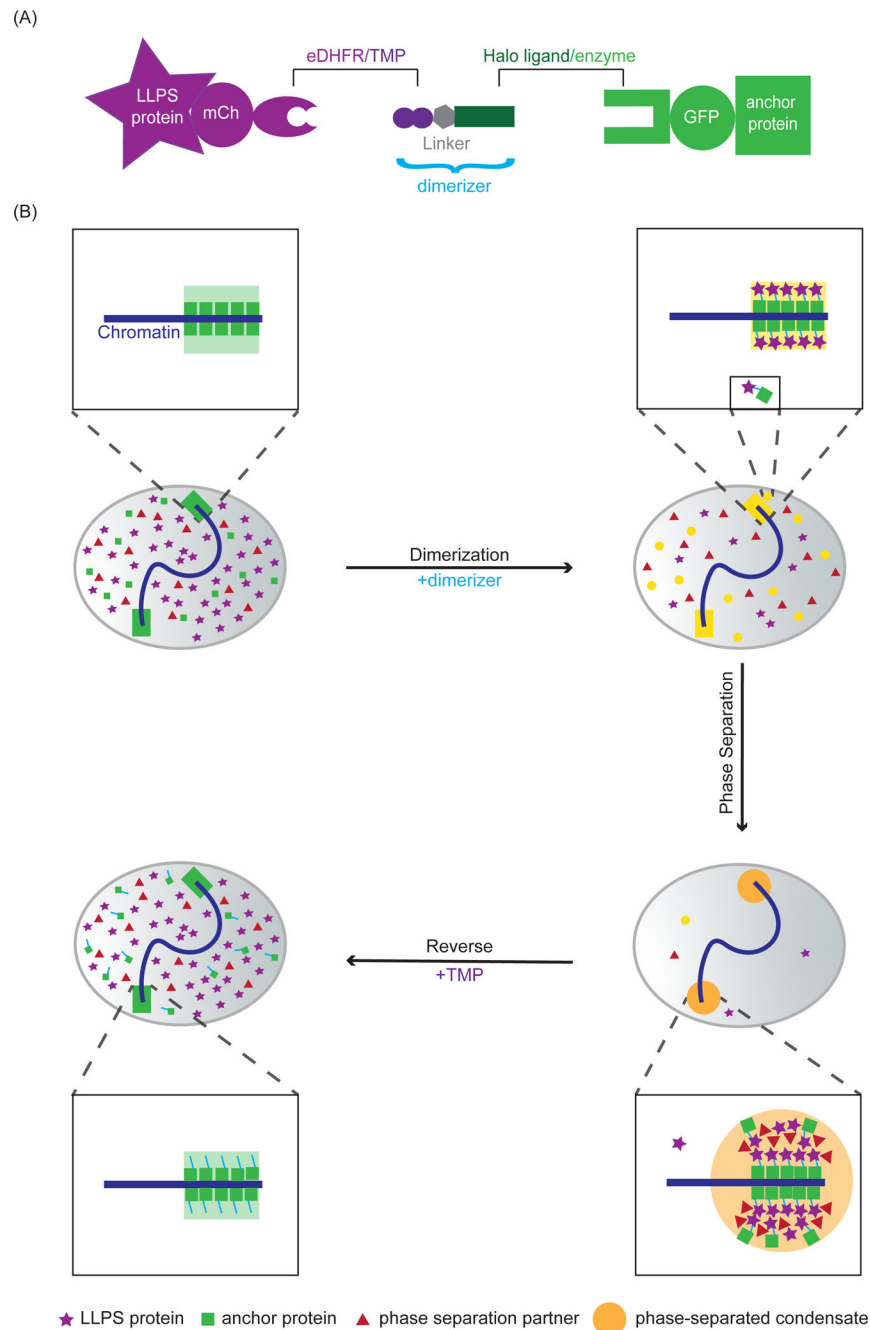 (A)
eDHFR/TMP
Halo ligand/enzyme
LLPS
protein
mCh
Linker
dimerizer
GFP
anchor
protein
(B)
Chromatin
Dimerization
+dimerizer
Phase Separation
Reverse
+TMP
LLPS protein
anchor protein
phase separation partner
phase-separated condensate